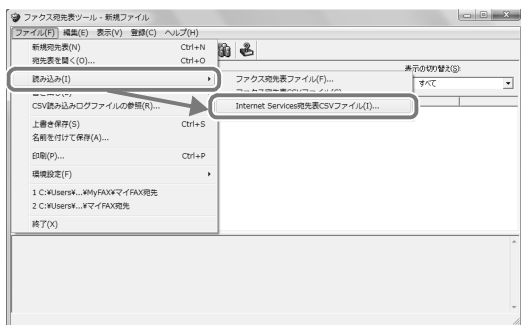 ファクス宛先表ツール - 新規ファイル
ファイル(F) 編集(E) 表示(V) 登録(C) ヘルプ(H)
新規宛先表(N) Ctrl+N
宛先表を開く(O)... Ctrl+O
表示の切り替え(S):
読み込み(I)
ファクス宛先表ファイル(F)...
すべて
Internet Services宛先表CSVファイル(I)...
CSV読み込みログファイルの参照(R)...
上書き保存(S) Ctrl+S
名前を付けて保存(A)...
印刷(P)... Ctrl+P
環境設定(F)
1 C:¥Users¥...¥MyFAX¥マイFAX宛先
2 C:¥Users¥...¥マイFAX宛先
終了(X)